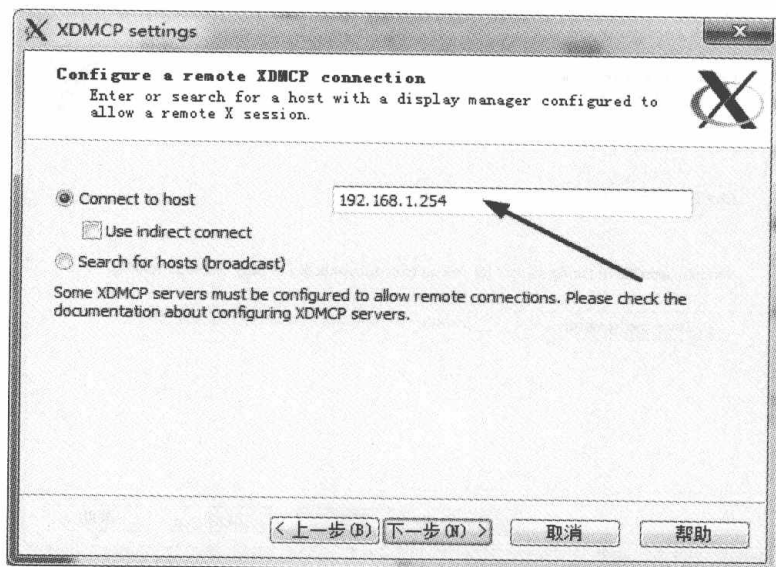 XDMCP settings
Configure a remote XDMCP connection
Enter or search for a host with a display manager configured to
allow a remote X session.
Connect to host
192.168.1.254
Use indirect connect
Search for hosts (broadcast)
Some XDMCP servers must be configured to allow remote connections. Please check the
documentation about configuring XDMCP servers.
< 上一步(B) 下一步(N) > 取消 帮助